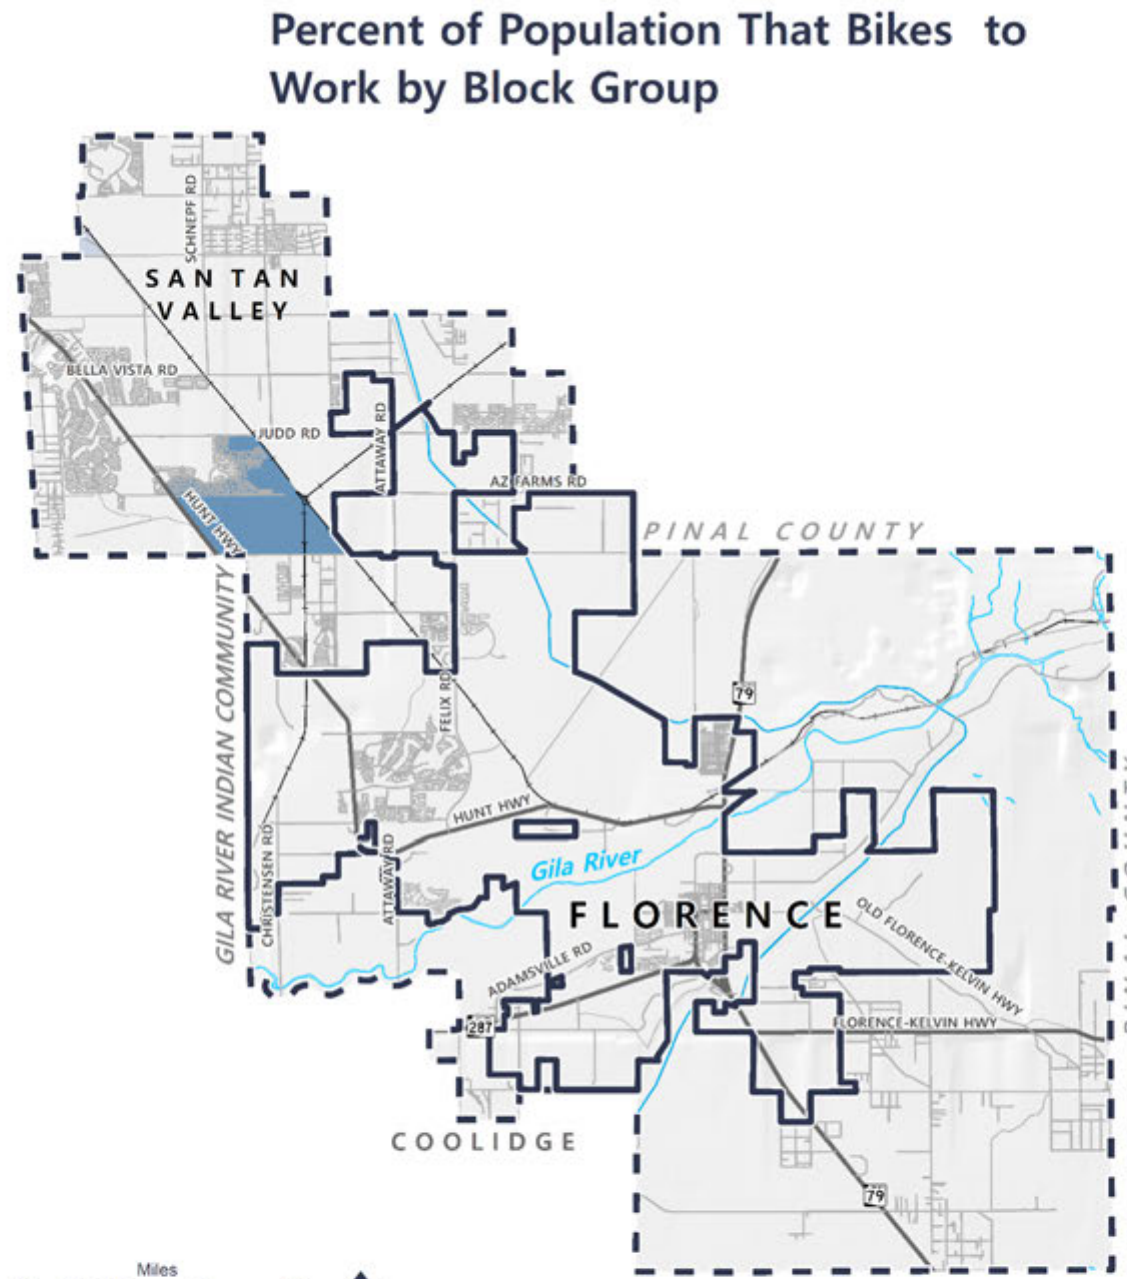 Percent of Population That Bikes to
Work by Block Group
SCHNEPF RD
SAN TAN
VALLEY
BELLA VISTA RD
JUDD RD
ATTAWAY RD
AZ FARMS RD
HUNT HWY
PINAL COUNTY
GILA RIVER INDIAN COMMUNITY
79
FELIX RD
HUNT HWY
CHRISTENSEN RD
ATTAWAY RD
Gila River
FLORENCE
OLD FLORENCE-KELVIN HWY
ADAMSVILLE RD
287
FLORENCE-KELVIN HWY
COOLIDGE
79
Miles